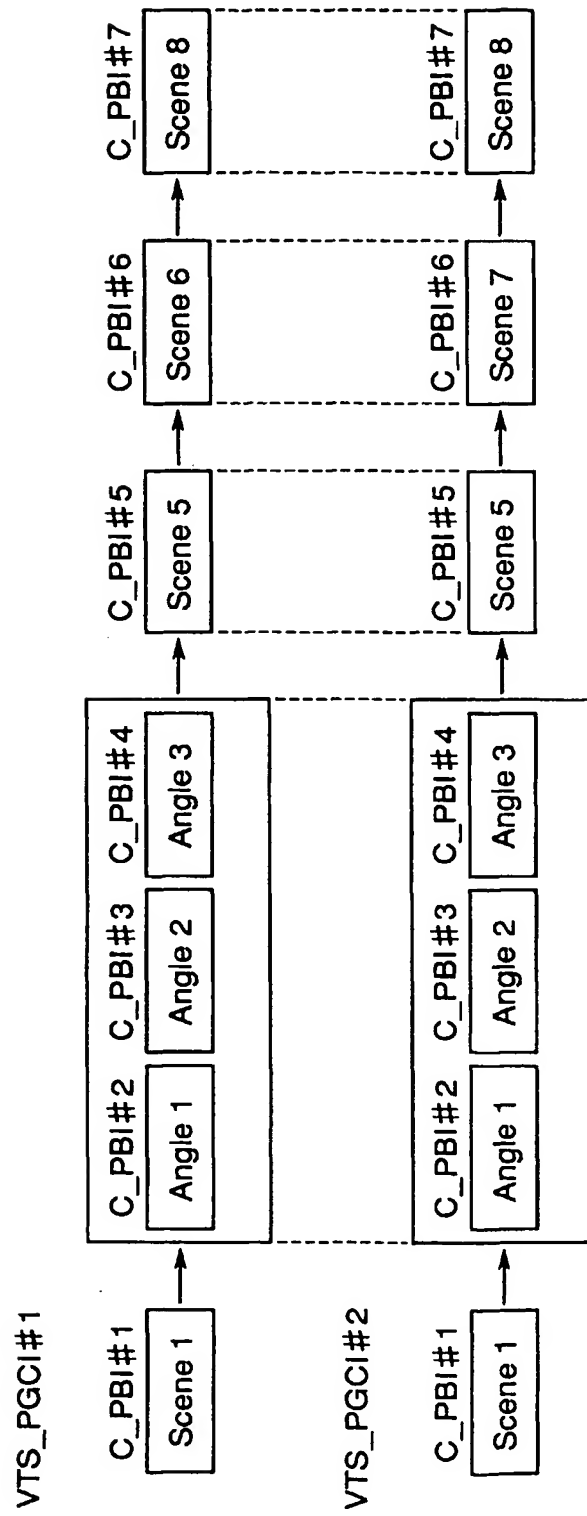 VTS_PGCI#1
C_PBI#1
Scene 1
C_PBI#2
Angle 1
C_PBI#3
Angle 2
C_PBI#4
Angle 3
C_PBI#5
Scene 5
C_PBI#6
Scene 6
C_PBI#7
Scene 8
VTS_PGCI#2
C_PBI#1
Scene 1
C_PBI#2
Angle 1
C_PBI#3
Angle 2
C_PBI#4
Angle 3
C_PBI#5
Scene 5
C_PBI#6
Scene 7
C_PBI#7
Scene 8